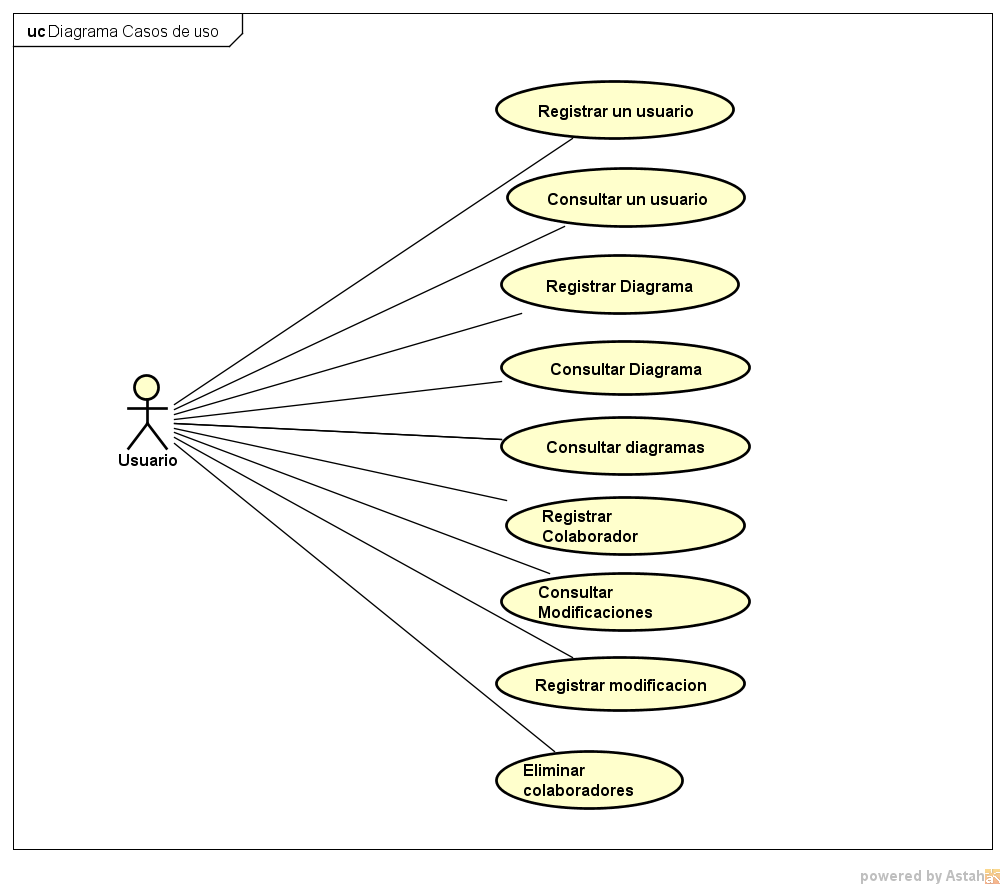 uc Diagrama Casos de uso
Registrar un usuario
Consultar un usuario
Registrar Diagrama
Consultar Diagrama
Usuario
Consultar diagramas
Registrar
Colaborador
Consultar
Modificaciones
Registrar modificacion
Eliminar
colaboradores
powered by Astah